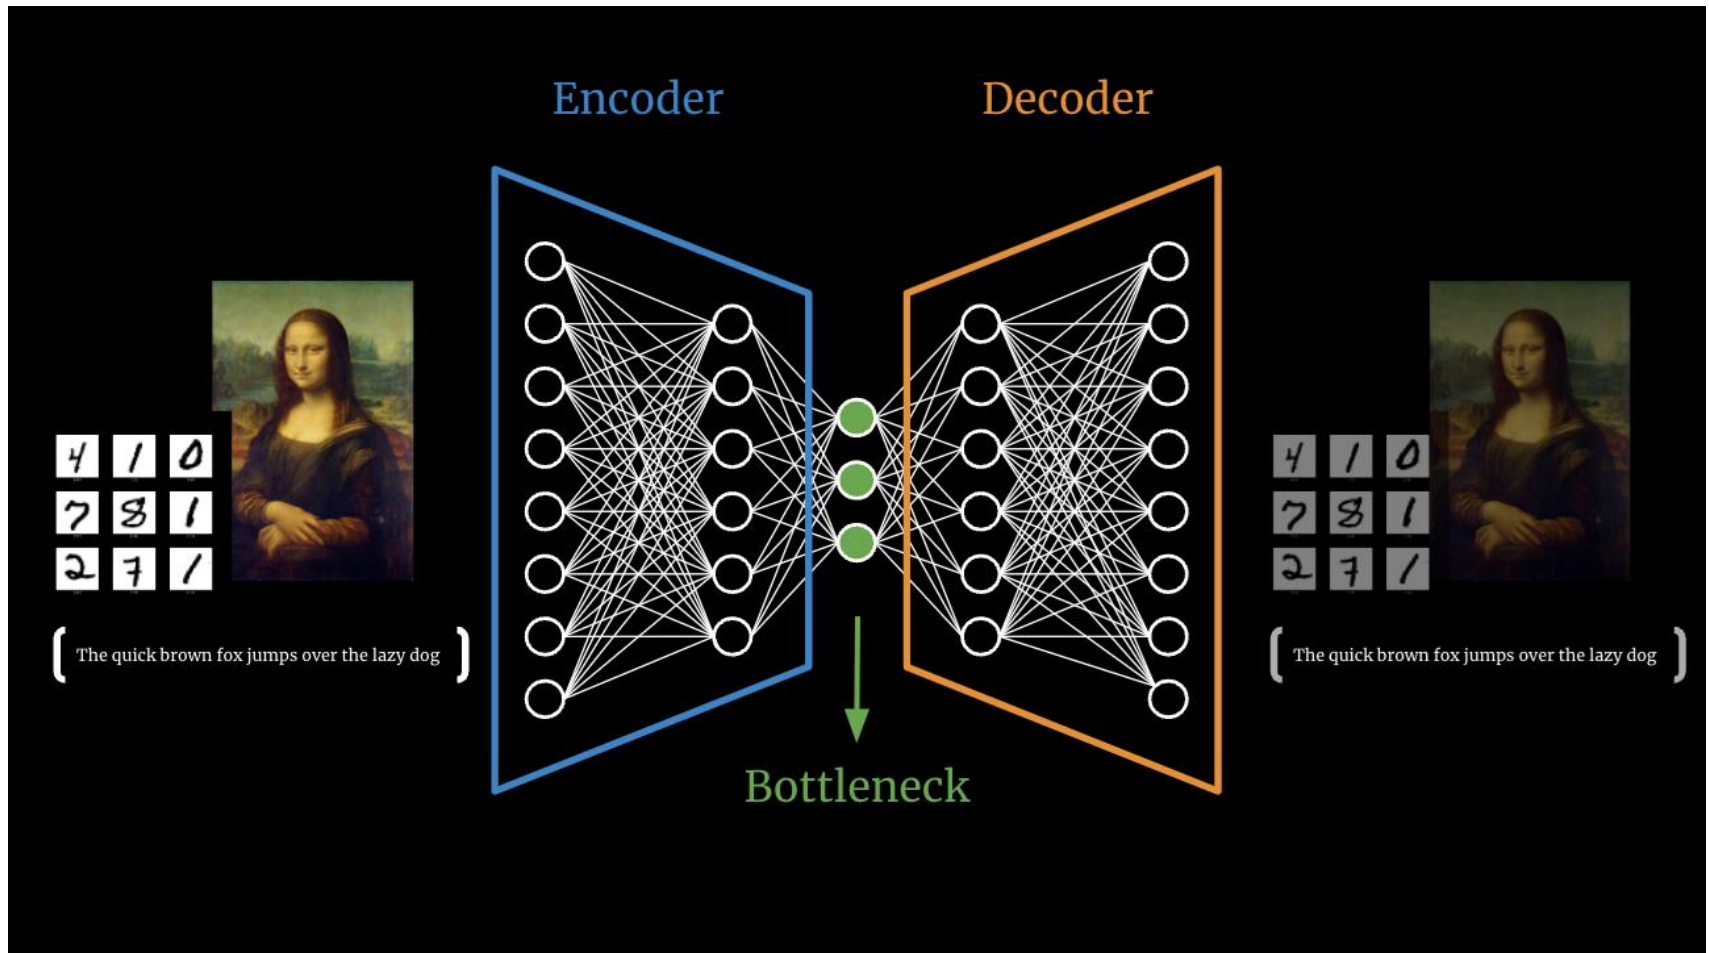 Encoder
Decoder
4 1 0
7 8 1
2 7 1
The quick brown fox jumps over the lazy dog
4 1 0
7 8 1
2 7 1
The quick brown fox jumps over the lazy dog
Bottleneck